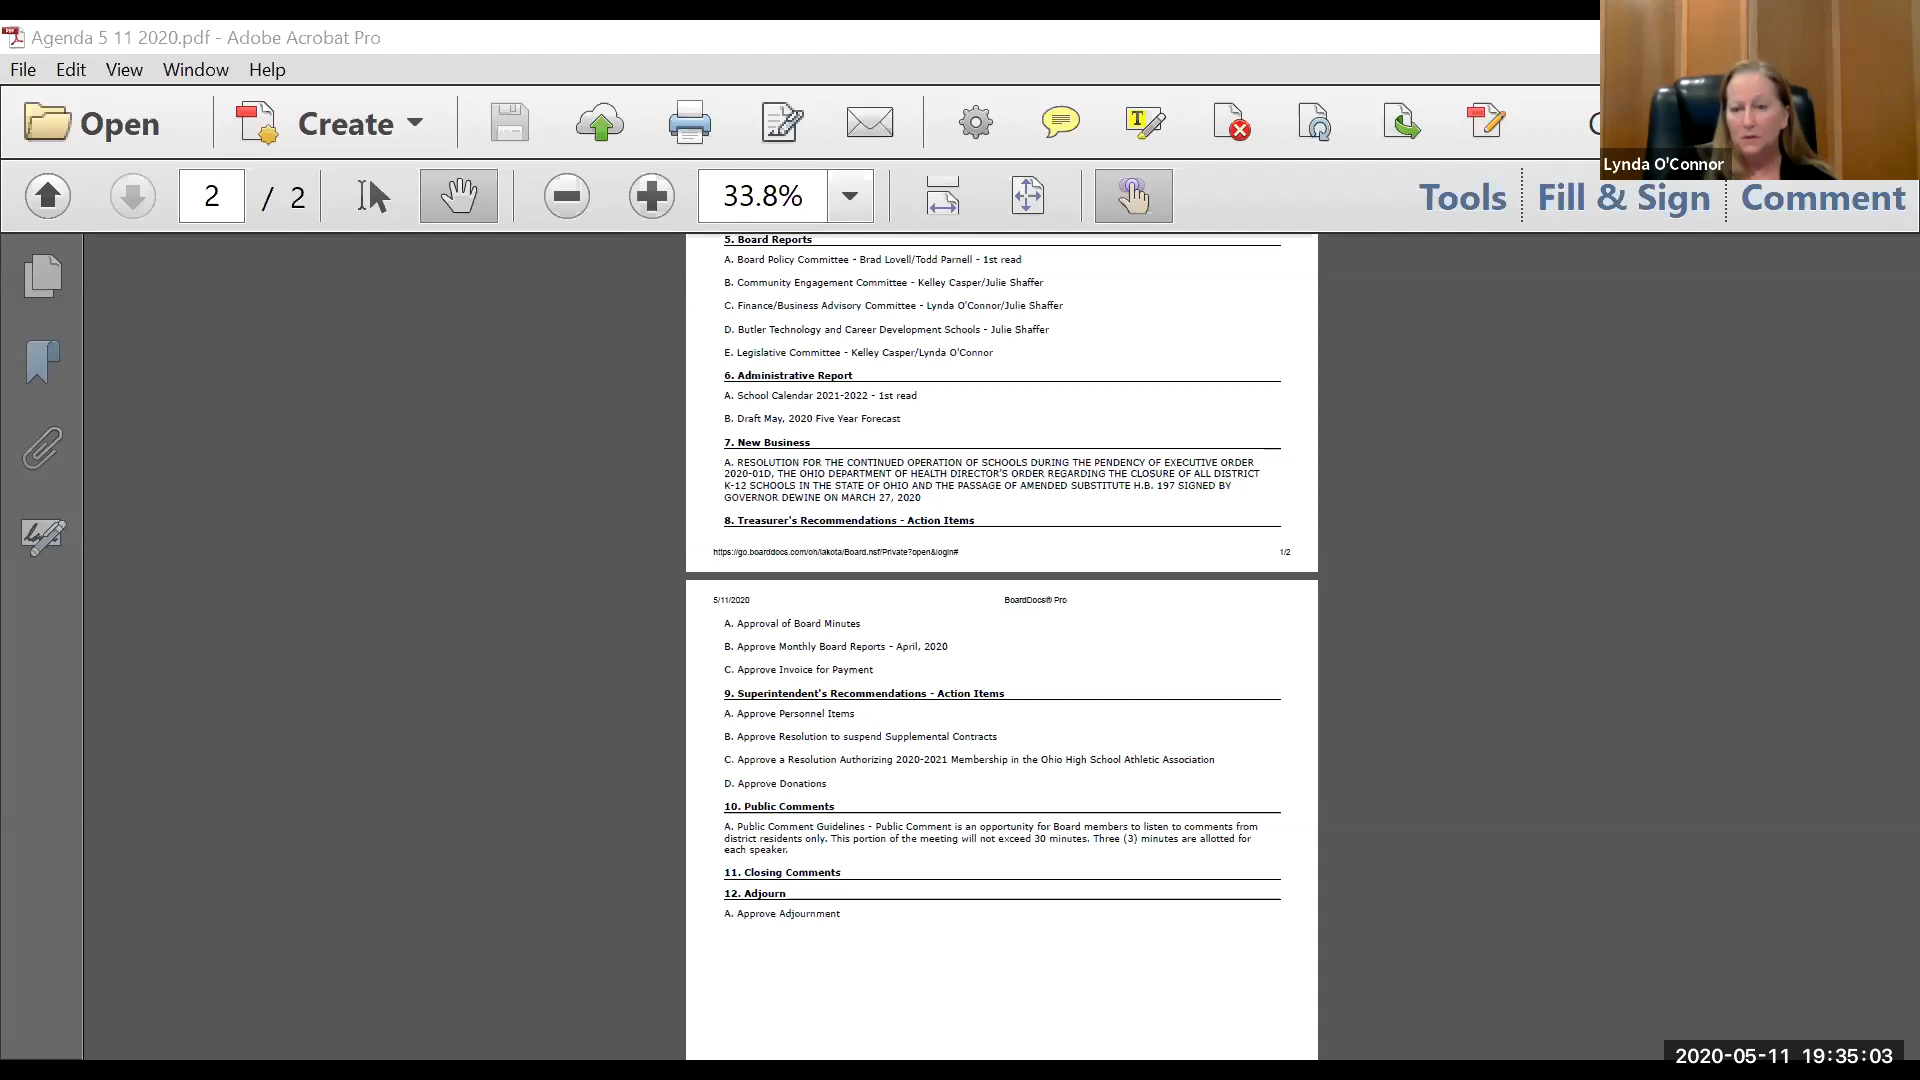 Agenda 5 11 2020.pdf - Adobe Acrobat Pro
File Edit View Window Help
Open Create
2 / 2 33.8% Tools Fill & Sign Comment
Lynda O'Connor
5. Board Reports
A. Board Policy Committee - Brad Lovell/Todd Parnell - 1st read
B. Community Engagement Committee - Kelley Casper/Julie Shaffer
C. Finance/Business Advisory Committee - Lynda O'Connor/Julie Shaffer
D. Butler Technology and Career Development Schools - Julie Shaffer
E. Legislative Committee - Kelley Casper/Lynda O'Connor
6. Administrative Report
A. School Calendar 2021-2022 - 1st read
B. Draft May, 2020 Five Year Forecast
7. New Business
A. RESOLUTION FOR THE CONTINUED OPERATION OF SCHOOLS DURING THE PENDENCY OF EXECUTIVE ORDER
2020-01D, THE OHIO DEPARTMENT OF HEALTH DIRECTOR'S ORDER REGARDING THE CLOSURE OF ALL DISTRICT
K-12 SCHOOLS IN THE STATE OF OHIO AND THE PASSAGE OF AMENDED SUBSTITUTE H.B. 197 SIGNED BY
GOVERNOR DEWINE ON MARCH 27, 2020
8. Treasurer's Recommendations - Action Items
https://go.boarddocs.com/oh/lakota/Board.nsf/Private?open&login# 1/2
5/11/2020 BoardDocs® Pro
A. Approval of Board Minutes
B. Approve Monthly Board Reports - April, 2020
C. Approve Invoice for Payment
9. Superintendent's Recommendations - Action Items
A. Approve Personnel Items
B. Approve Resolution to suspend Supplemental Contracts
C. Approve a Resolution Authorizing 2020-2021 Membership in the Ohio High School Athletic Association
D. Approve Donations
10. Public Comments
A. Public Comment Guidelines - Public Comment is an opportunity for Board members to listen to comments from
district residents only. This portion of the meeting will not exceed 30 minutes. Three (3) minutes are allotted for
each speaker.
11. Closing Comments
12. Adjourn
A. Approve Adjournment
2020-05-11 19:35:03